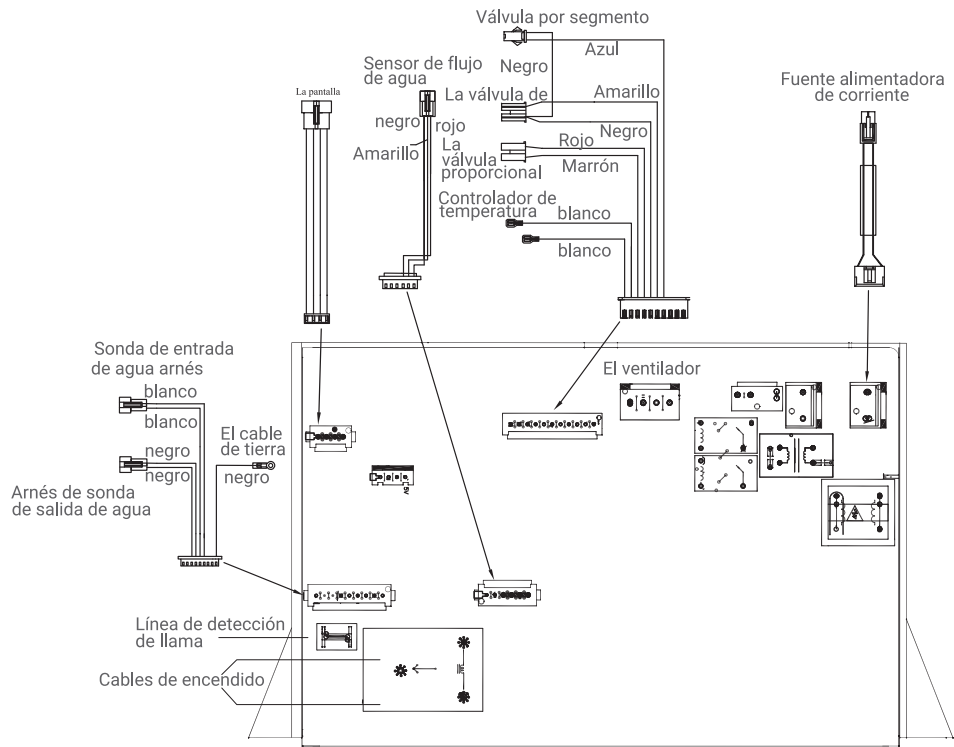 Válvula por segmento
Azul
Negro
Sensor de flujo
de agua
La pantalla
La válvula de
Amarillo
Fuente alimentadora
de corriente
negro
rojo
Negro
Amarillo
La
válvula
proporcional
Rojo
Marrón
Controlador de
temperatura
blanco
blanco
Sonda de entrada
de agua arnés
blanco
blanco
El ventilador
negro
negro
El cable
de tierra
negro
Arnés de sonda
de salida de agua
5V
Línea de detección
de llama
Cables de encendido